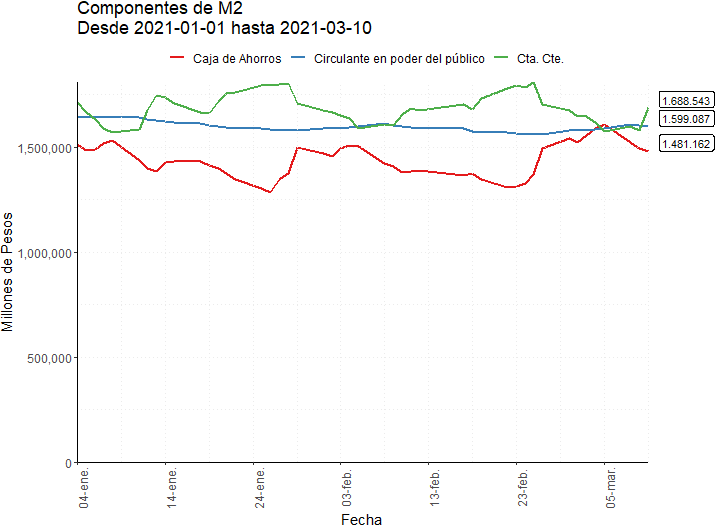 Componentes de M2
Desde 2021-01-01 hasta 2021-03-10
Caja de Ahorros Circulante en poder del público Cta. Cte.
1.688.543
1.599.087
1.481.162
1,500,000
1,000,000
500,000
0
Millones de Pesos
04-ene.
14-ene.
24-ene.
03-feb.
13-feb.
23-feb.
05-mar.
Fecha